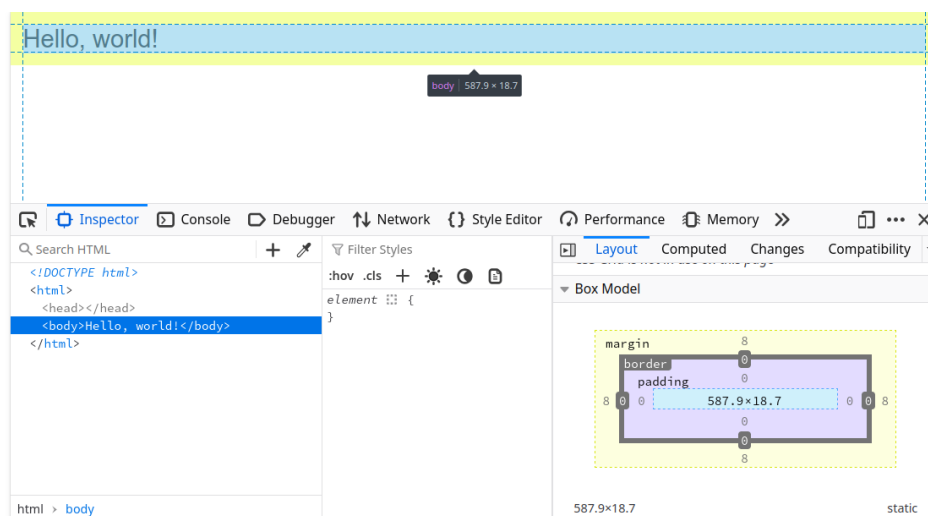 Hello, world!
body 587.9 × 18.7
Inspector Console Debugger Network Style Editor Performance Memory
Search HTML
Filter Styles
Layout Computed Changes Compatibility
<!DOCTYPE html>
<html>
<head></head>
<body>Hello, world!</body>
</html>
:hov .cls
element {
}
Box Model
margin 8
border 0
padding 0
8 0 0 587.9×18.7 0 0 8
0
0
8
html › body
587.9×18.7 static